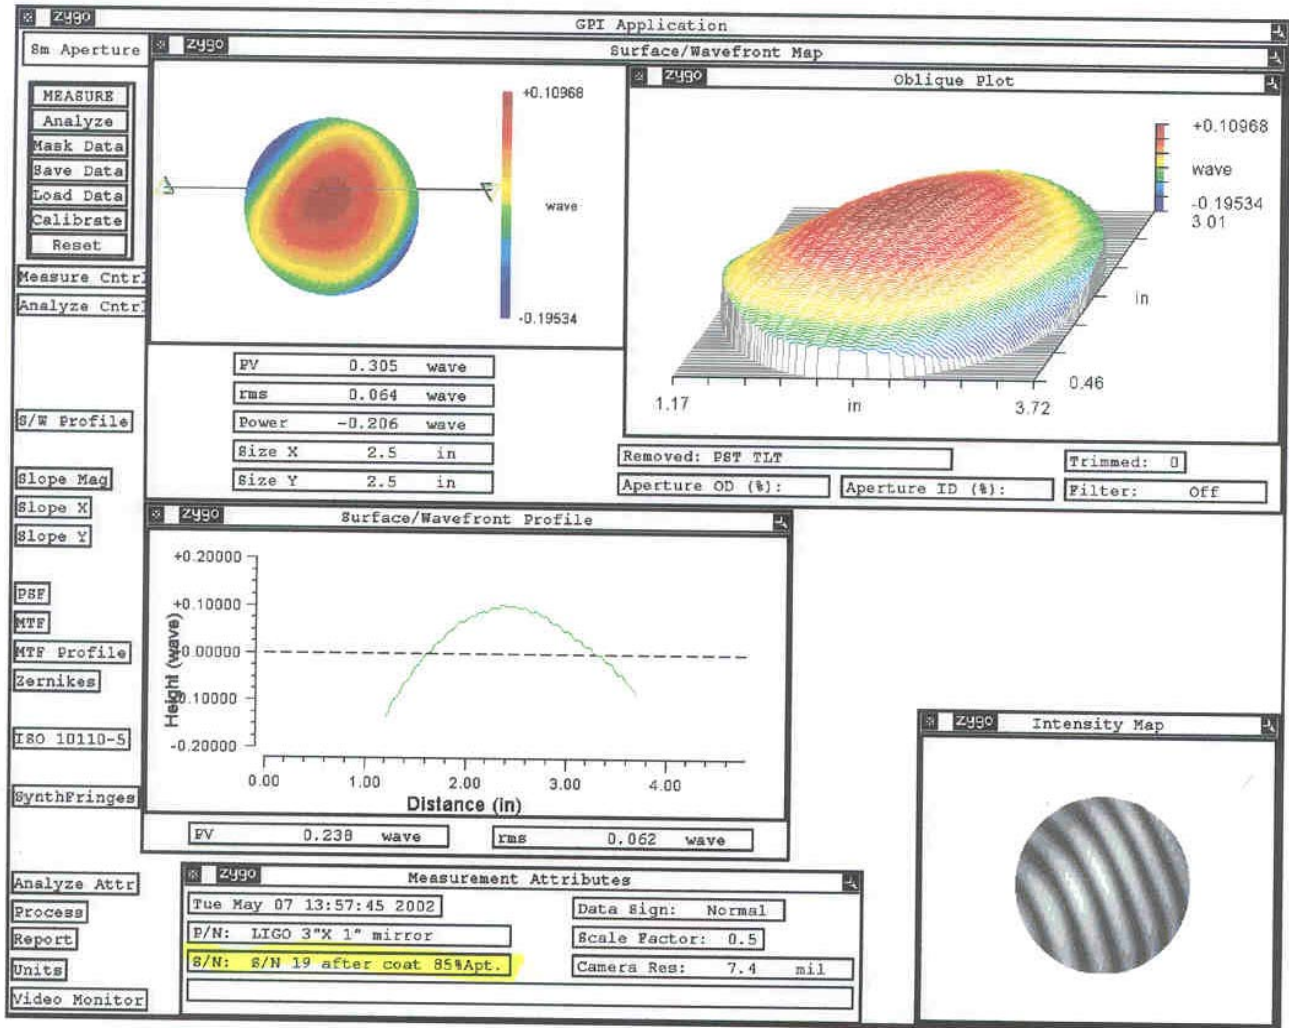 zygo GPI Application
Sm Aperture
zygo Surface/Wavefront Map
MEASURE
Analyze
Mask Data
Save Data
Load Data
Calibrate
Reset
Measure Cntrl
Analyze Cntrl
S/W Profile
Slope Mag
Slope X
Slope Y
PSF
MTF
MTF Profile
Zernikes
ISO 10110-5
SynthFringes
Analyze Attr
Process
Report
Units
Video Monitor
+0.10968
wave
-0.19534
PV 0.305 wave
rms 0.064 wave
Power -0.206 wave
Size X 2.5 in
Size Y 2.5 in
zygo Oblique Plot
+0.10968
wave
-0.19534
3.01
in
0.46
1.17 in 3.72
Removed: PST TLT
Trimmed: 0
Aperture OD (%):
Aperture ID (%):
Filter: Off
zygo Surface/Wavefront Profile
+0.20000
+0.10000
+0.00000
-0.10000
-0.20000
Height (wave)
0.00 1.00 2.00 3.00 4.00
Distance (in)
PV 0.238 wave
rms 0.062 wave
zygo Intensity Map
zygo Measurement Attributes
Tue May 07 13:57:45 2002
P/N: LIGO 3"X 1" mirror
S/N: S/N 19 after coat 85%Apt.
Data Sign: Normal
Scale Factor: 0.5
Camera Res: 7.4 mil